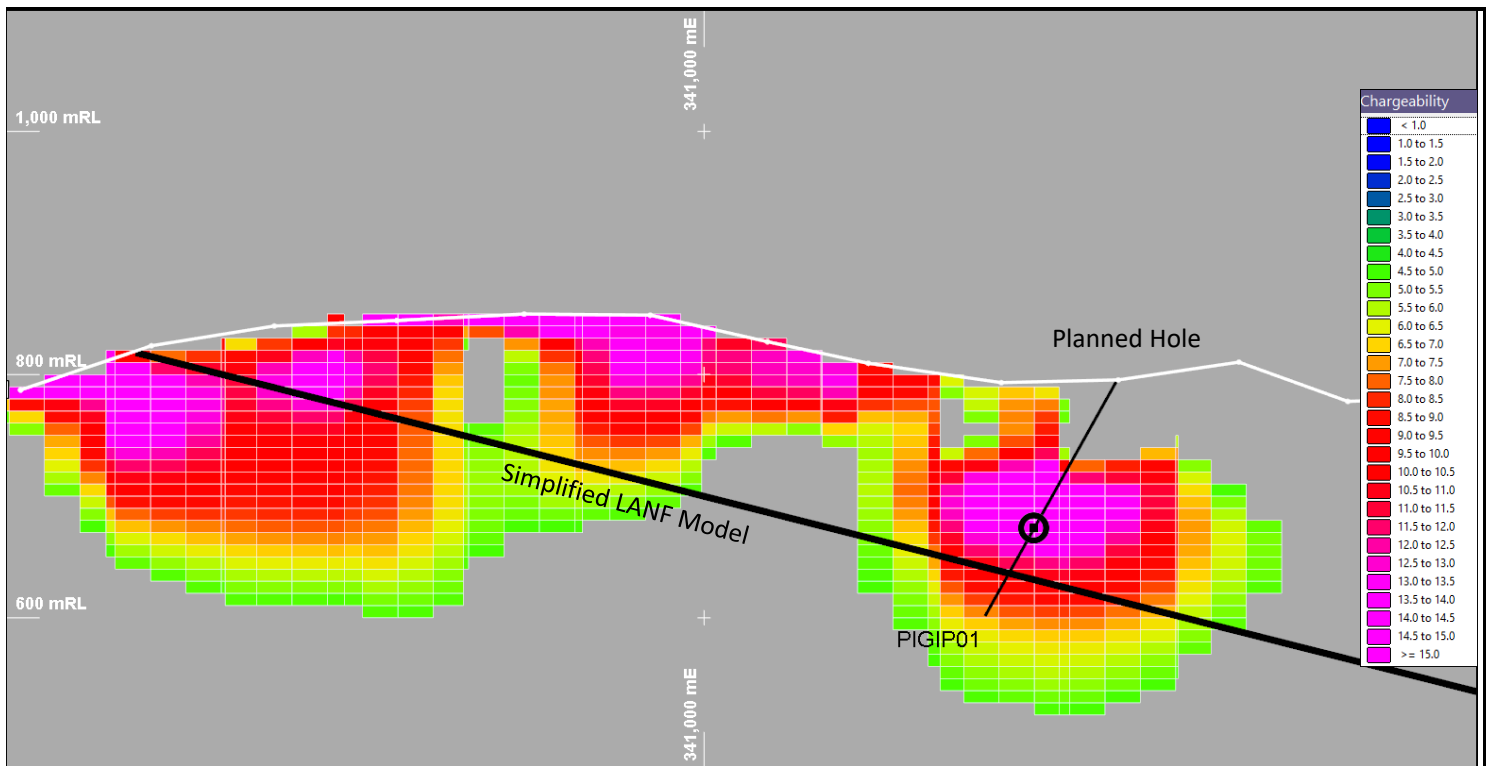 341,000 mE
1,000 mRL
800 mRL
600 mRL
Planned Hole
Simplified LANF Model
PIGIP01
341,000 mE
Chargeability
< 1.0
1.0 to 1.5
1.5 to 2.0
2.0 to 2.5
2.5 to 3.0
3.0 to 3.5
3.5 to 4.0
4.0 to 4.5
4.5 to 5.0
5.0 to 5.5
5.5 to 6.0
6.0 to 6.5
6.5 to 7.0
7.0 to 7.5
7.5 to 8.0
8.0 to 8.5
8.5 to 9.0
9.0 to 9.5
9.5 to 10.0
10.0 to 10.5
10.5 to 11.0
11.0 to 11.5
11.5 to 12.0
12.0 to 12.5
12.5 to 13.0
13.0 to 13.5
13.5 to 14.0
14.0 to 14.5
14.5 to 15.0
>= 15.0